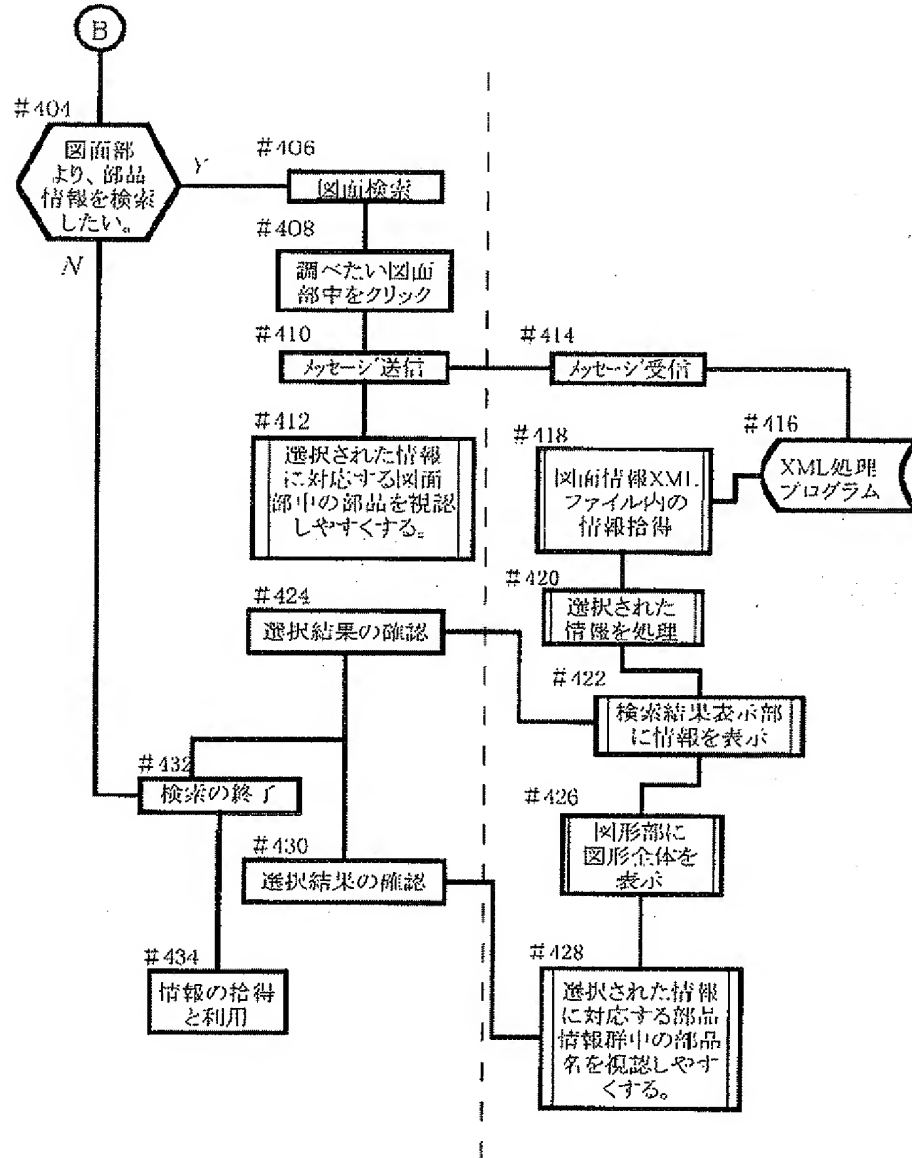 B
#404
図面部
より、部品
情報を検索
したい。
Y
N
#406
図面検索
#408
調べたい図面
部中をクリック
#410
メッセージ送信
#412
選択された情報
に対応する図面
部中の部品を視認
しやすくする。
#414
メッセージ受信
#416
XML処理
プログラム
#418
図面情報XML
ファイル内の
情報拾得
#420
選択された
情報を処理
#422
検索結果表示部
に情報を表示
#424
選択結果の確認
#426
図形部に
図形全体を
表示
#428
選択された情報
に対応する部品
情報群中の部品
名を視認しやす
くする。
#430
選択結果の確認
#432
検索の終了
#434
情報の拾得
と利用